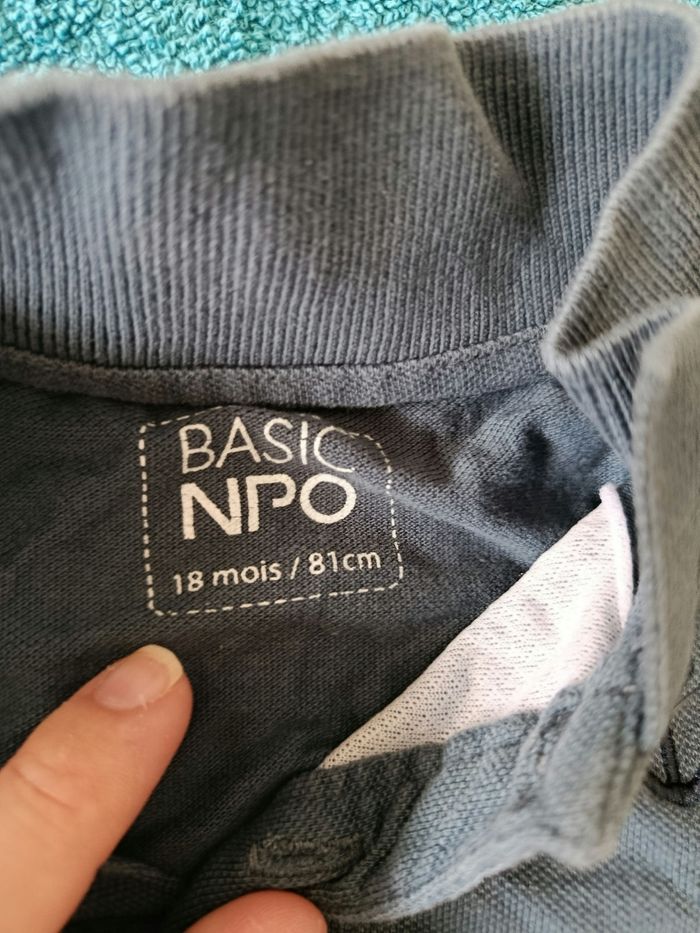 BASIC
NPO
18 mois / 81cm